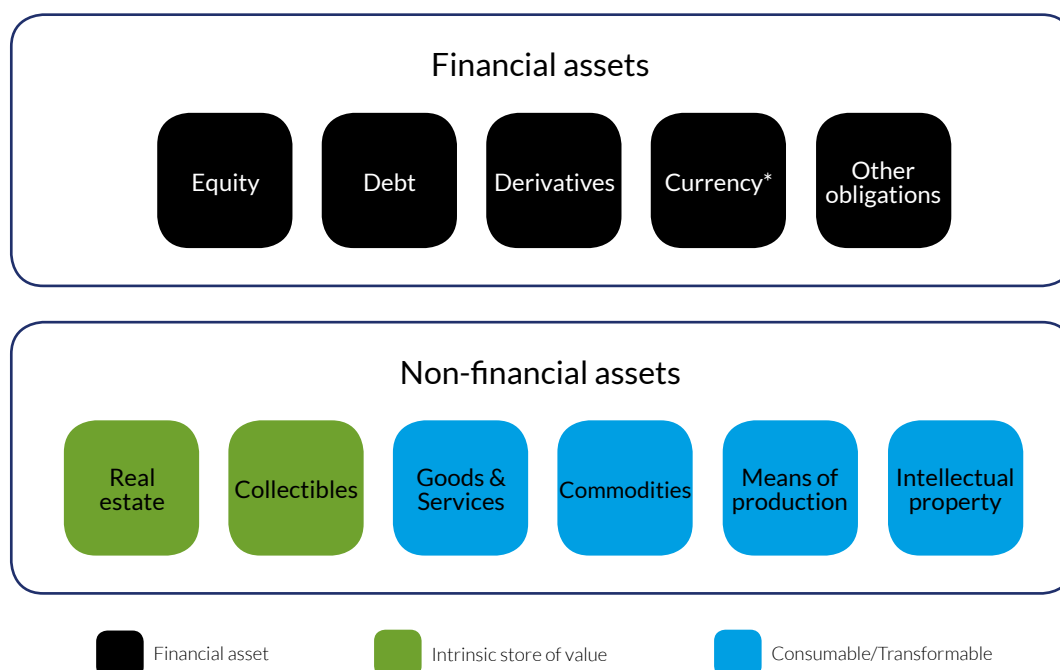 Financial assets
Equity
Debt
Derivatives
Currency*
Other
obligations
Non-financial assets
Real
estate
Collectibles
Goods &
Services
Commodities
Means of
production
Intellectual
property
Financial asset
Intrinsic store of value
Consumable/Transformable